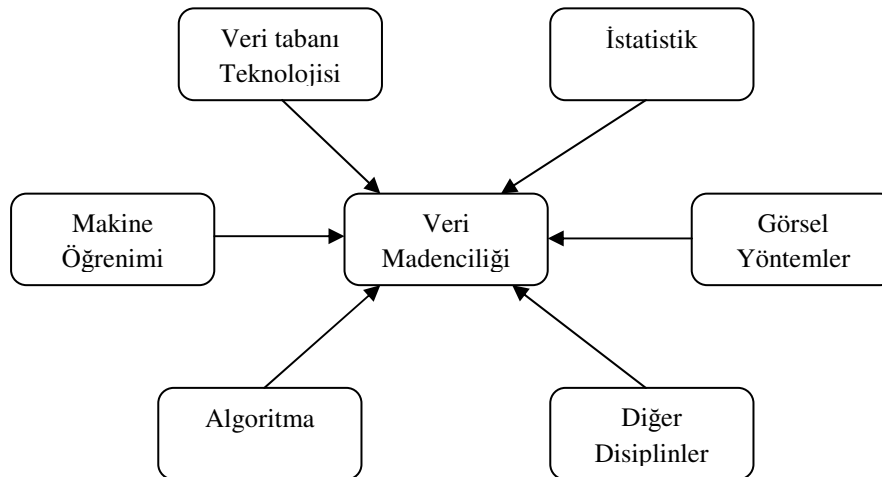 Veri tabanı
Teknolojisi
İstatistik
Makine
Öğrenimi
Veri
Madenciliği
Görsel
Yöntemler
Algoritma
Diğer
Disiplinler